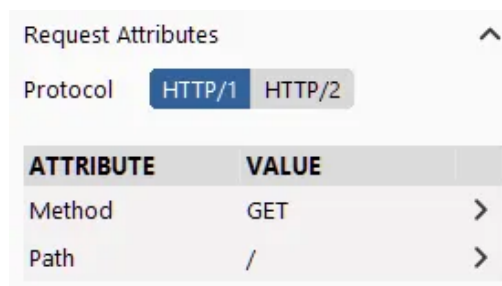 Request Attributes
Protocol HTTP/1 HTTP/2
ATTRIBUTE VALUE
Method GET
Path /